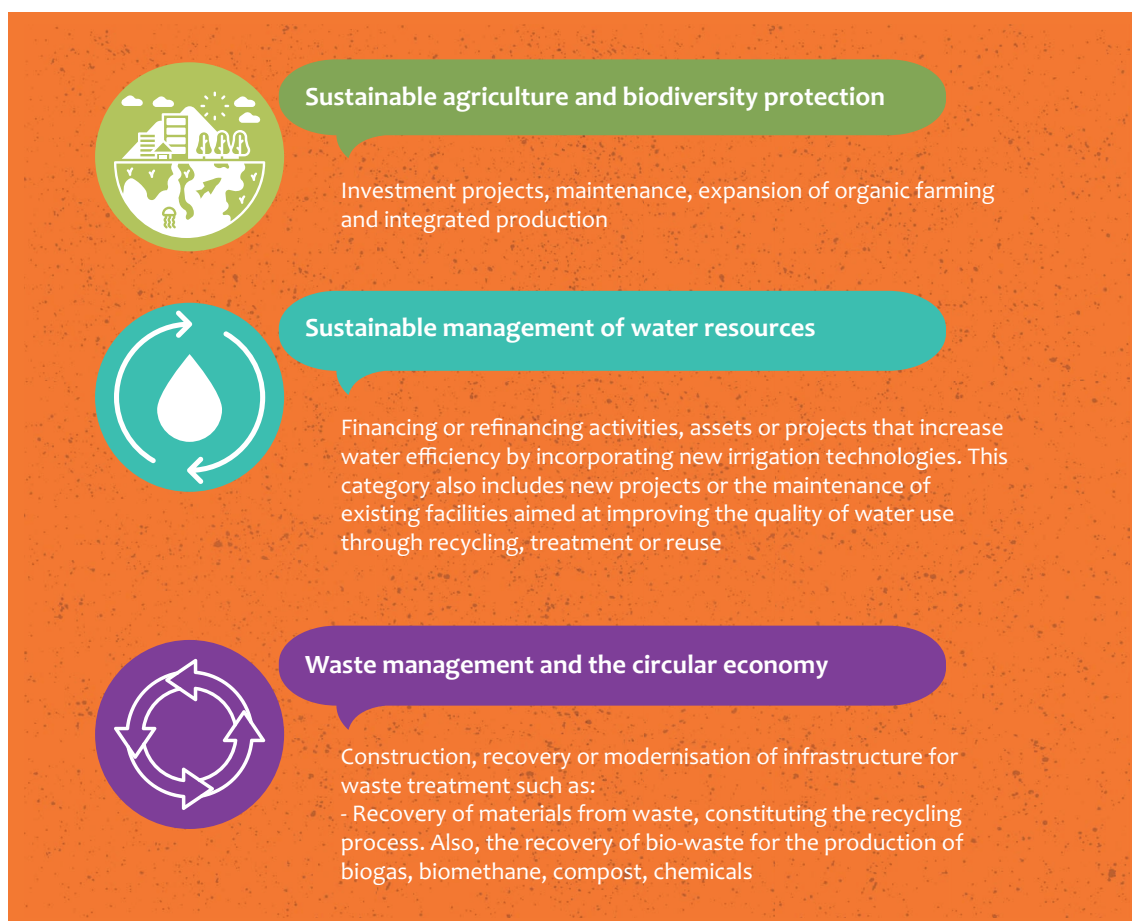 Sustainable agriculture and biodiversity protection
Investment projects, maintenance, expansion of organic farming
and integrated production
Sustainable management of water resources
Financing or refinancing activities, assets or projects that increase
water efficiency by incorporating new irrigation technologies. This
category also includes new projects or the maintenance of
existing facilities aimed at improving the quality of water use
through recycling, treatment or reuse
Waste management and the circular economy
Construction, recovery or modernisation of infrastructure for
waste treatment such as:
- Recovery of materials from waste, constituting the recycling
process. Also, the recovery of bio-waste for the production of
biogas, biomethane, compost, chemicals